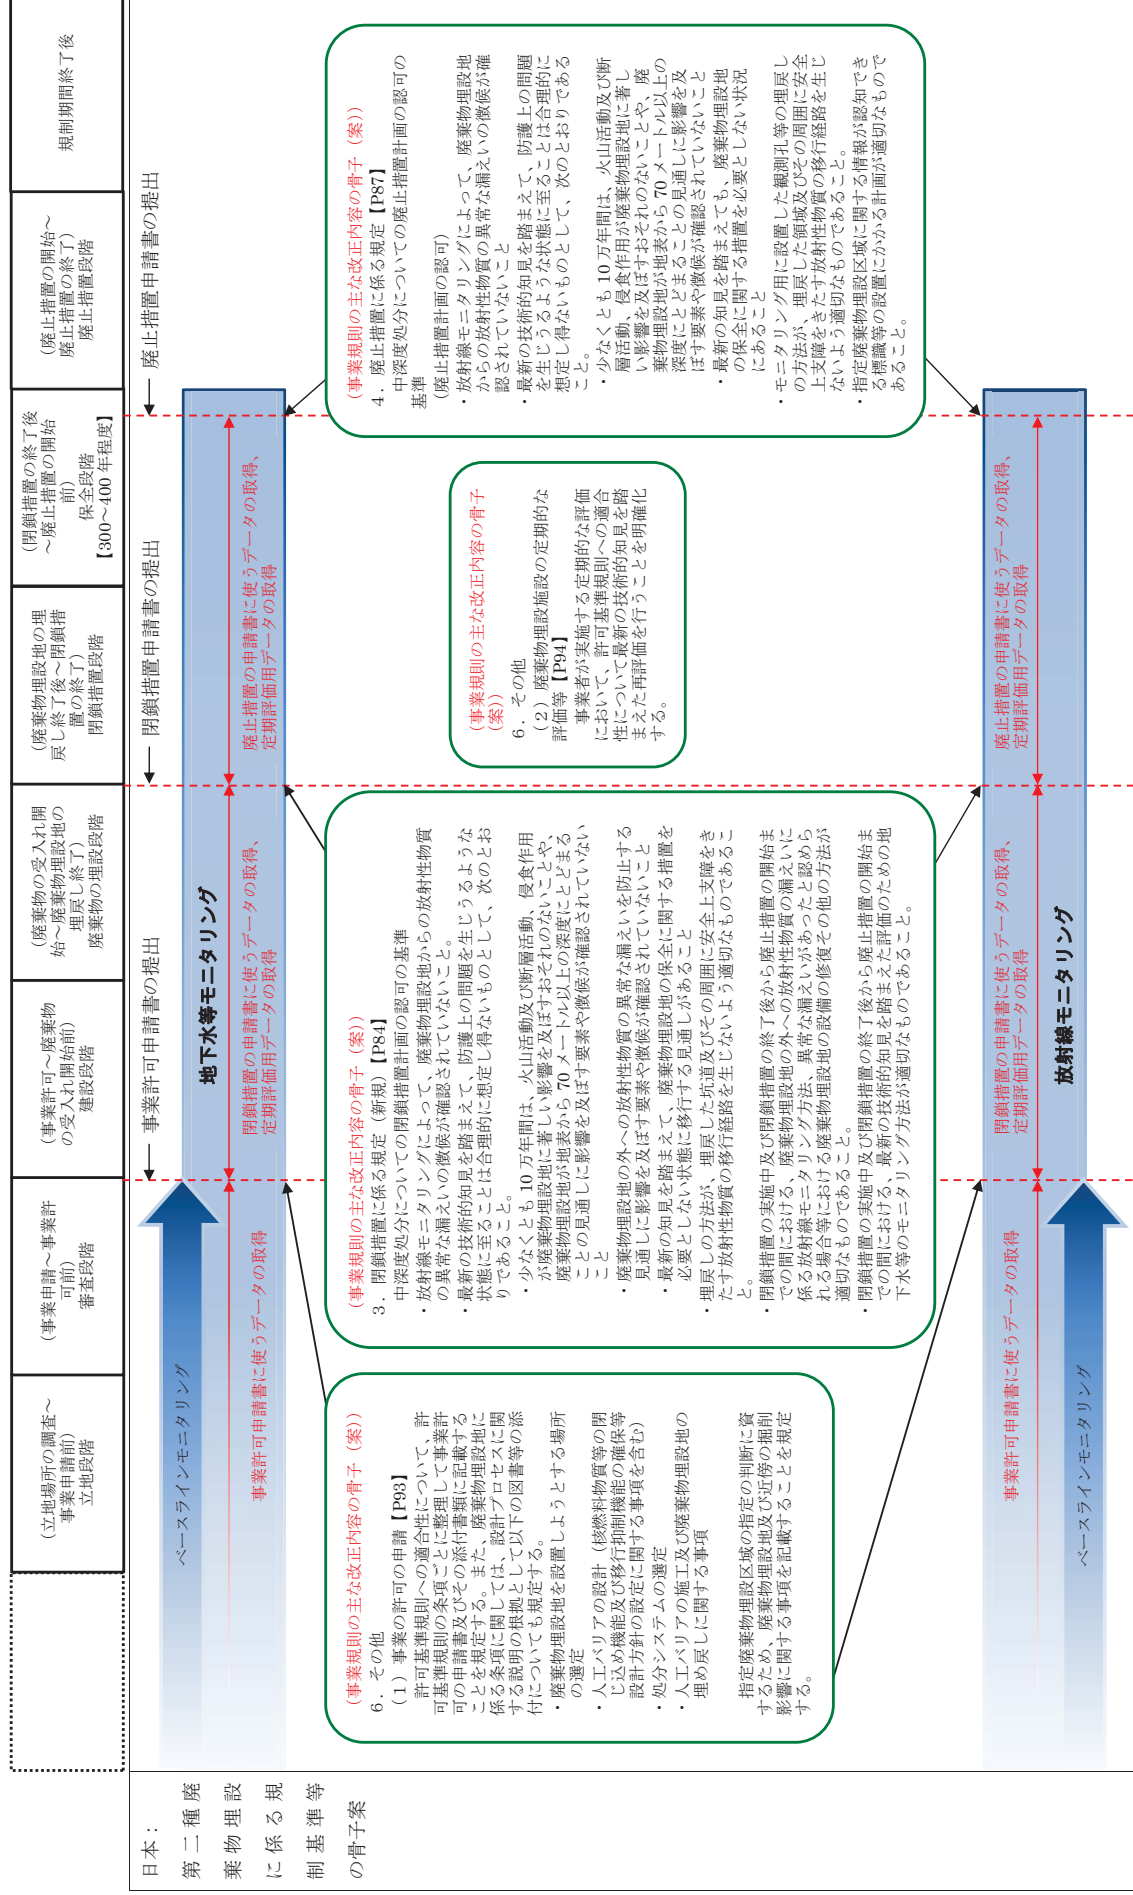 日本：
第二種廃
棄物埋設
に係る規
制基準等
の骨子案
(立地場所の調査～
事業申請前)
立地段階
(事業申請～事業許
可前)
審査段階
(事業許可～廃棄物
の受入れ開始前)
建設段階
(廃棄物の受入れ開
始～廃棄物埋設地の
埋戻し終了)
廃棄物の埋設段階
(廃棄物埋設地の埋
戻し終了後～閉鎖措
置の終了)
閉鎖措置段階
(閉鎖措置の終了後
～廃止措置の開始
前)
保全段階
【300～400 年程度】
(廃止措置の開始～
廃止措置の終了)
廃止措置段階
規制期間終了後
事業許可申請書の提出
閉鎖措置申請書の提出
廃止措置申請書の提出
ベースラインモニタリング
地下水等モニタリング
事業許可申請書に使うデータの取得
閉鎖措置の申請書に使うデータの取得、
定期評価用データの取得
廃止措置の申請書に使うデータの取得、
定期評価用データの取得
(事業規則の主な改正内容の骨子（案）)
6．その他
（1）事業の許可の申請【P93】
許可基準規則への適合性について、許
可基準規則の条項ごとに整理して事業許
可の申請書及びその添付書類に記載する
ことを規定する。また、廃棄物埋設地に
係る条項に関しては、設計プロセスに関
する説明の根拠として以下の図書等の添
付についても規定する。
・廃棄物埋設地を設置しようとする場所
の選定
・人工バリアの設計（核燃料物質等の閉
じ込め機能及び移行抑制機能の確保等
設計方針の設定に関する事項を含む）
・処分システムの選定
・人工バリアの施工及び廃棄物埋設地の
埋め戻しに関する事項
指定廃棄物埋設区域の指定の判断に資
するため、廃棄物埋設地及び近傍の掘削
影響に関する事項を記載することを規定
する。
(事業規則の主な改正内容の骨子（案）)
3．閉鎖措置に係る規定（新規）【P84】
中深度処分についての閉鎖措置計画の認可の基準
・放射線モニタリングによって、廃棄物埋設地からの放射性物質
の異常な漏えいの徴候が確認されていないこと。
・最新の技術的知見を踏まえて、防護上の問題を生じうるような
状態に至ることは合理的に想定し得ないものとして、次のとお
りであること。
・少なくとも 10 万年間は、火山活動及び断層活動、侵食作用
が廃棄物埋設地に著しい影響を及ぼすおそれのないことや、
廃棄物埋設地が地表から 70 メートル以上の深度にとどまる
ことの見通しに影響を及ぼす要素や徴候が確認されていない
こと
・廃棄物埋設地の外への放射性物質の異常な漏えいを防止する
見通しに影響を及ぼす要素や徴候が確認されていないこと
・最新の知見を踏まえて、廃棄物埋設地の保全に関する措置を
必要としない状態に移行する見通しがあること
・埋戻しの方法が、埋戻した坑道及びその周囲に安全上支障をき
たす放射性物質の移行経路を生じないよう適切なものであるこ
と。
・閉鎖措置の実施中及び閉鎖措置の終了後から廃止措置の開始ま
での間における、廃棄物埋設地の外への放射性物質の漏えいに
係る放射線モニタリング方法、異常な漏えいがあったと認めら
れる場合等における廃棄物埋設地の設備の修復その他の方法が
適切なものであること。
・閉鎖措置の実施中及び閉鎖措置の終了後から廃止措置の開始ま
での間における、最新の技術的知見を踏まえた評価のための地
下水等のモニタリング方法が適切なものであること。
(事業規則の主な改正内容の骨子
（案）)
6．その他
（2）廃棄物埋設施設の定期的な
評価等【P94】
事業者が実施する定期的な評価
において、許可基準規則への適合
性について最新の技術的知見を踏
まえた再評価を行うことを明確化
する。
(事業規則の主な改正内容の骨子（案）)
4．廃止措置に係る規定【P87】
中深度処分についての廃止措置計画の認可の
基準
(廃止措置計画の認可)
・放射線モニタリングによって、廃棄物埋設地
からの放射性物質の異常な漏えいの徴候が確
認されていないこと
・最新の技術的知見を踏まえて、防護上の問題
を生じうるような状態に至ることは合理的に
想定し得ないものとして、次のとおりである
こと。
・少なくとも 10 万年間は、火山活動及び断
層活動、侵食作用が廃棄物埋設地に著し
い影響を及ぼすおそれのないことや、廃
棄物埋設地が地表から 70 メートル以上の
深度にとどまることの見通しに影響を及
ぼす要素や徴候が確認されていないこと
・最新の知見を踏まえても、廃棄物埋設地
の保全に関する措置を必要としない状況
にあること
・モニタリング用に設置した観測孔等の埋戻し
の方法が、埋戻した領域及びその周囲に安全
上支障をきたす放射性物質の移行経路を生じ
ないよう適切なものであること。
・指定廃棄物埋設区域に関する情報が認知でき
る標識等の設置にかかる計画が適切なもので
あること。
放射線モニタリング
事業許可申請書に使うデータの取得
閉鎖措置の申請書に使うデータの取得、
定期評価用データの取得
廃止措置の申請書に使うデータの取得、
定期評価用データの取得
ベースラインモニタリング